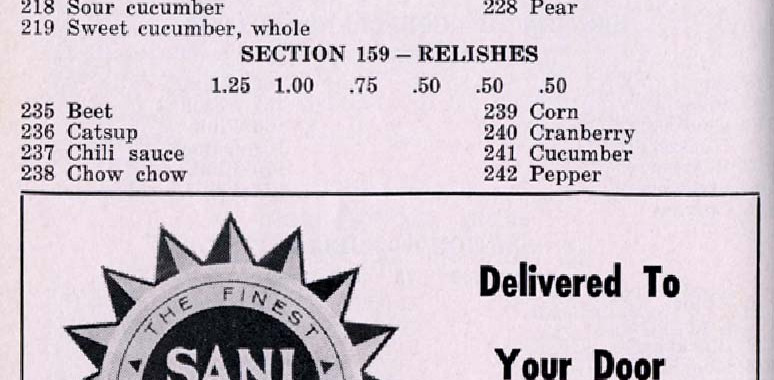 218 Sour cucumber 228 Pear
219 Sweet cucumber, whole
SECTION 159 – RELISHES
1.25 1.00 .75 .50 .50 .50
235 Beet 239 Corn
236 Catsup 240 Cranberry
237 Chili sauce 241 Cucumber
238 Chow chow 242 Pepper
THE FINEST
SANI
Delivered To
Your Door